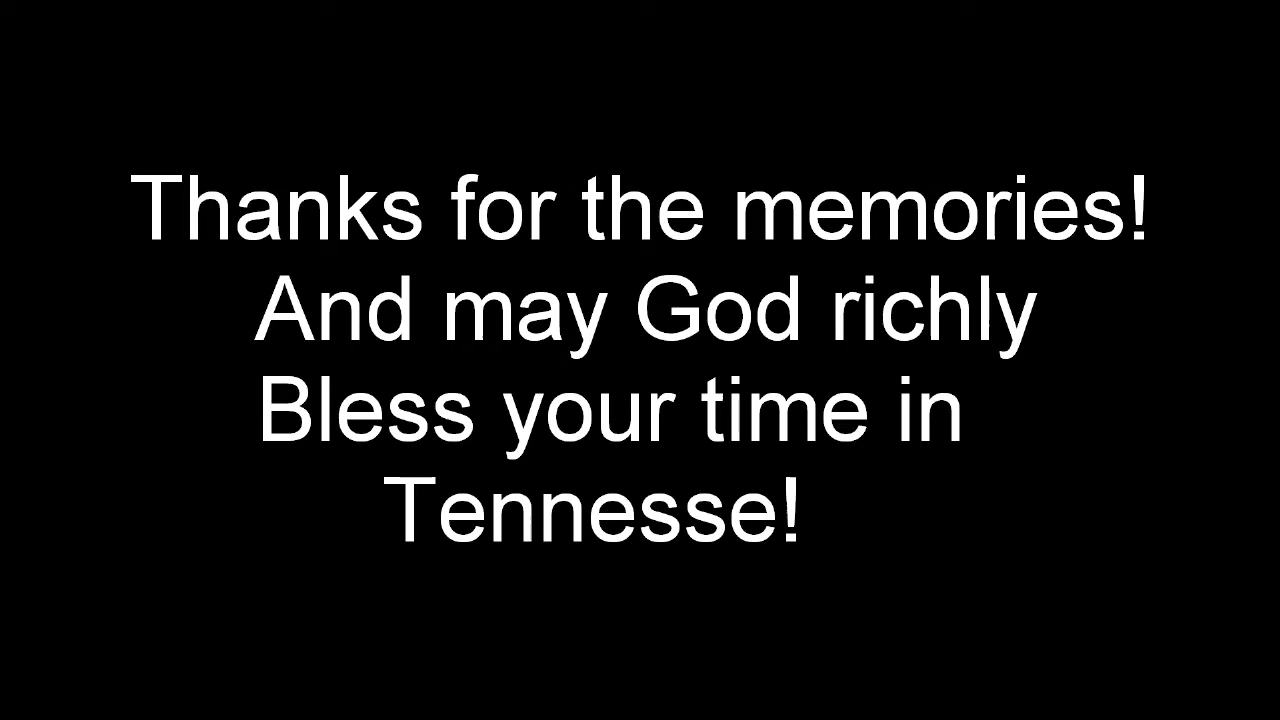 Thanks for the memories!
And may God richly
Bless your time in
Tennesse!